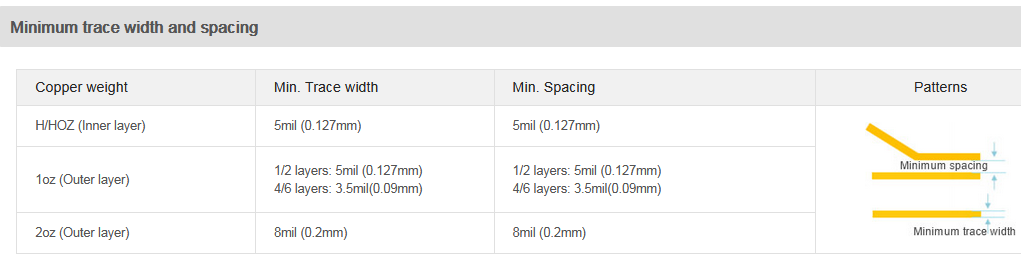 Minimum trace width and spacing
Copper weight
Min. Trace width
Min. Spacing
Patterns
H/HOZ (Inner layer)
5mil (0.127mm)
5mil (0.127mm)
1oz (Outer layer)
1/2 layers: 5mil (0.127mm)
4/6 layers: 3.5mil(0.09mm)
1/2 layers: 5mil (0.127mm)
4/6 layers: 3.5mil(0.09mm)
2oz (Outer layer)
8mil (0.2mm)
8mil (0.2mm)
Minimum spacing
Minimum trace width